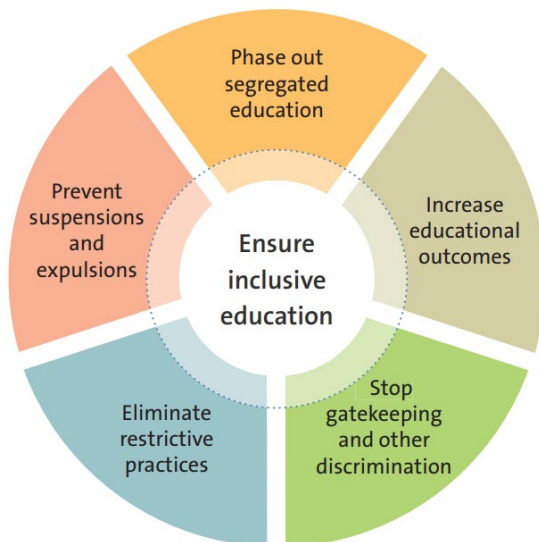 Phase out
segregated
education
Increase
educational
outcomes
Stop
gatekeeping
and other
discrimination
Eliminate
restrictive
practices
Prevent
suspensions
and
expulsions
Ensure
inclusive
education